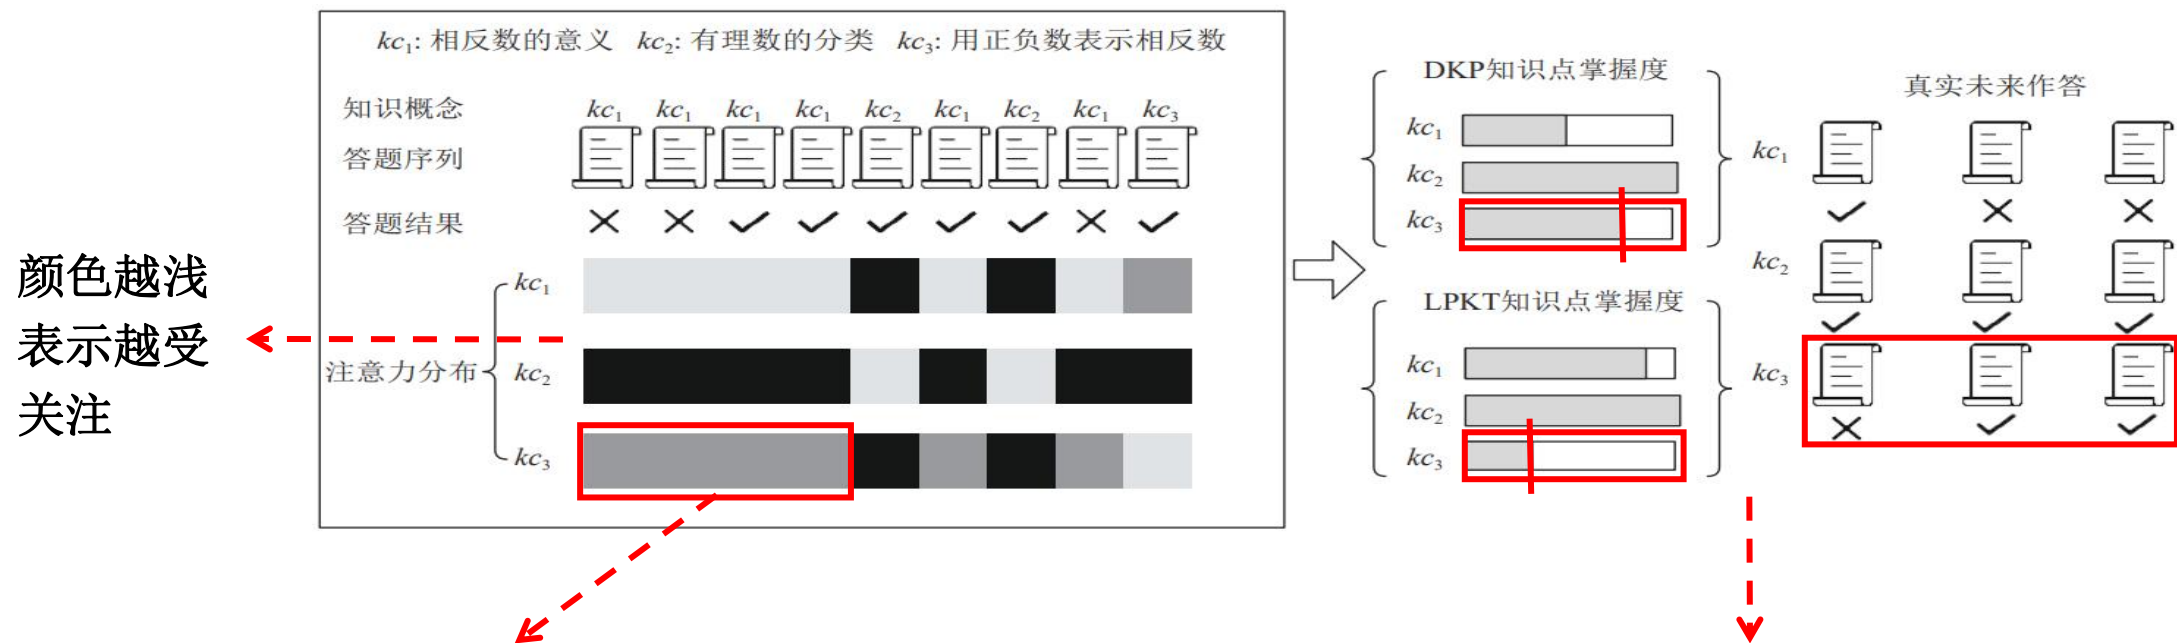 kc1: 相反数的意义 kc2: 有理数的分类 kc3: 用正负数表示相反数
知识概念 kc1 kc1 kc1 kc1 kc2 kc1 kc2 kc1 kc3
答题序列
答题结果
注意力分布
kc1
kc2
kc3
颜色越浅
表示越受
关注
DKP知识点掌握度
kc1
kc2
kc3
LPKT知识点掌握度
kc1
kc2
kc3
真实未来作答
kc1
kc2
kc3